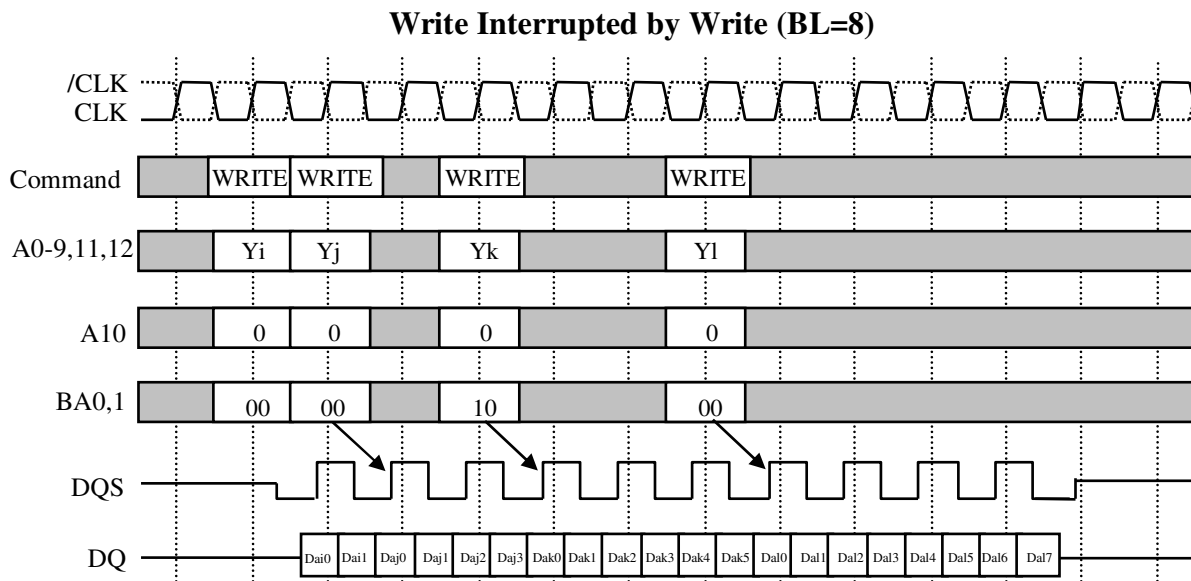 Write Interrupted by Write (BL=8)
/CLK
CLK
Command WRITE WRITE WRITE WRITE
A0-9,11,12 Yi Yj Yk Yl
A10 0 0 0 0
BA0,1 00 00 10 00
DQS
DQ Dai0 Dai1 Daj0 Daj1 Daj2 Daj3 Dak0 Dak1 Dak2 Dak3 Dak4 Dak5 Dal0 Dal1 Dal2 Dal3 Dal4 Dal5 Dal6 Dal7